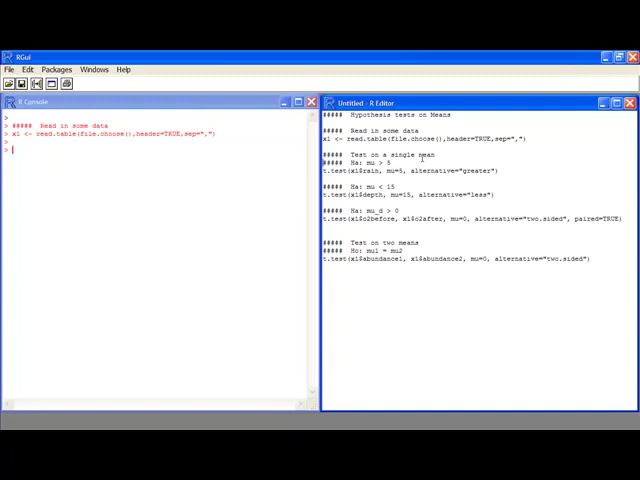 RGui
File Edit Packages Windows Help
R Console
>
> ##### Read in some data
> x1 <- read.table(file.choose(),header=TRUE,sep=",")
>
>
Untitled - R Editor
##### Hypothesis tests on Means
##### Read in some data
x1 <- read.table(file.choose(),header=TRUE,sep=",")
##### Test on a single mean
##### Ha: mu > 5
t.test(x1$rain, mu=5, alternative="greater")
##### Ha: mu < 15
t.test(x1$depth, mu=15, alternative="less")
##### Ha: mu_d > 0
t.test(x1$o2before, x1$o2after, mu=0, alternative="two.sided", paired=TRUE)
##### Test on two means
##### Ho: mu1 = mu2
t.test(x1$abundance1, x1$abundance2, mu=0, alternative="two.sided")